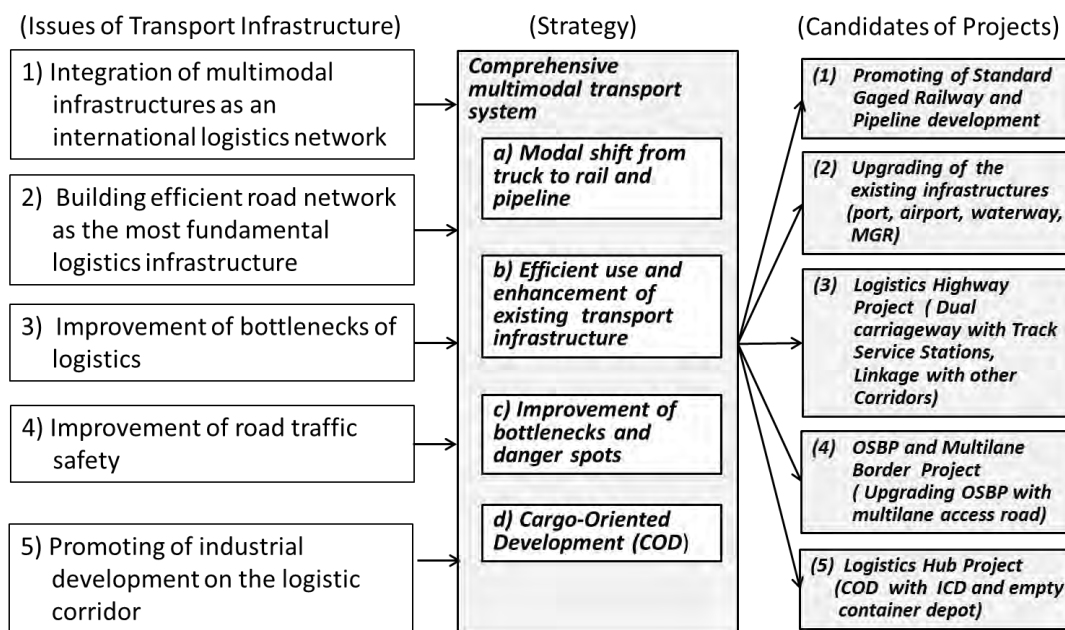 (Issues of Transport Infrastructure)
1) Integration of multimodal
infrastructures as an
international logistics network
2) Building efficient road network
as the most fundamental
logistics infrastructure
3) Improvement of bottlenecks of
logistics
4) Improvement of road traffic
safety
5) Promoting of industrial
development on the logistic
corridor
(Strategy)
Comprehensive
multimodal transport
system
a) Modal shift from
truck to rail and
pipeline
b) Efficient use and
enhancement of
existing transport
infrastructure
c) Improvement of
bottlenecks and
danger spots
d) Cargo-Oriented
Development (COD)
(Candidates of Projects)
(1) Promoting of Standard
Gaged Railway and
Pipeline development
(2) Upgrading of the
existing infrastructures
(port, airport, waterway,
MGR)
(3) Logistics Highway
Project ( Dual
carriageway with Track
Service Stations,
Linkage with other
Corridors)
(4) OSBP and Multilane
Border Project
( Upgrading OSBP with
multilane access road)
(5) Logistics Hub Project
(COD with ICD and empty
container depot)